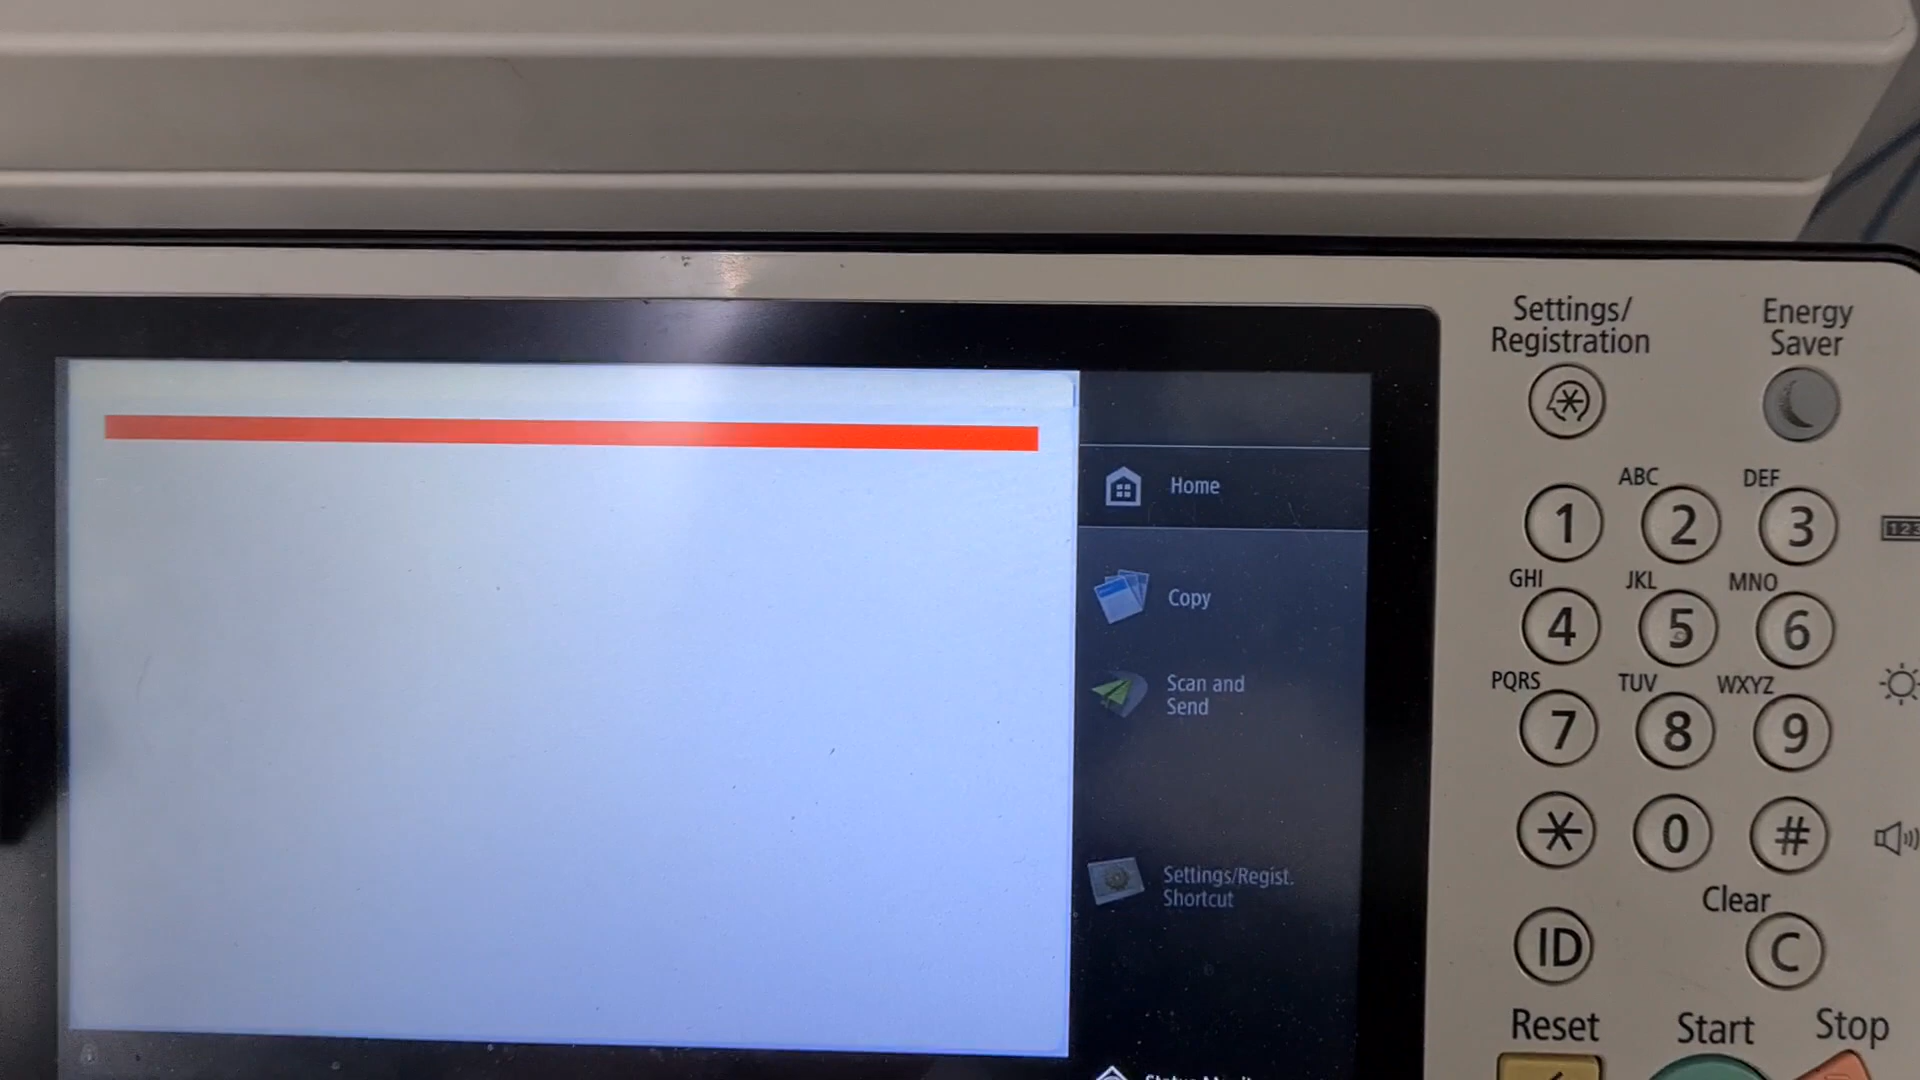 Settings/
Registration
Energy
Saver
Home
Copy
Scan and
Send
Settings/Regist.
Shortcut
1
ABC
2
DEF
3
123
GHI
4
JKL
5
MNO
6
PQRS
7
TUV
8
WXYZ
9
0
#
ID
Clear
C
Reset
Start
Stop